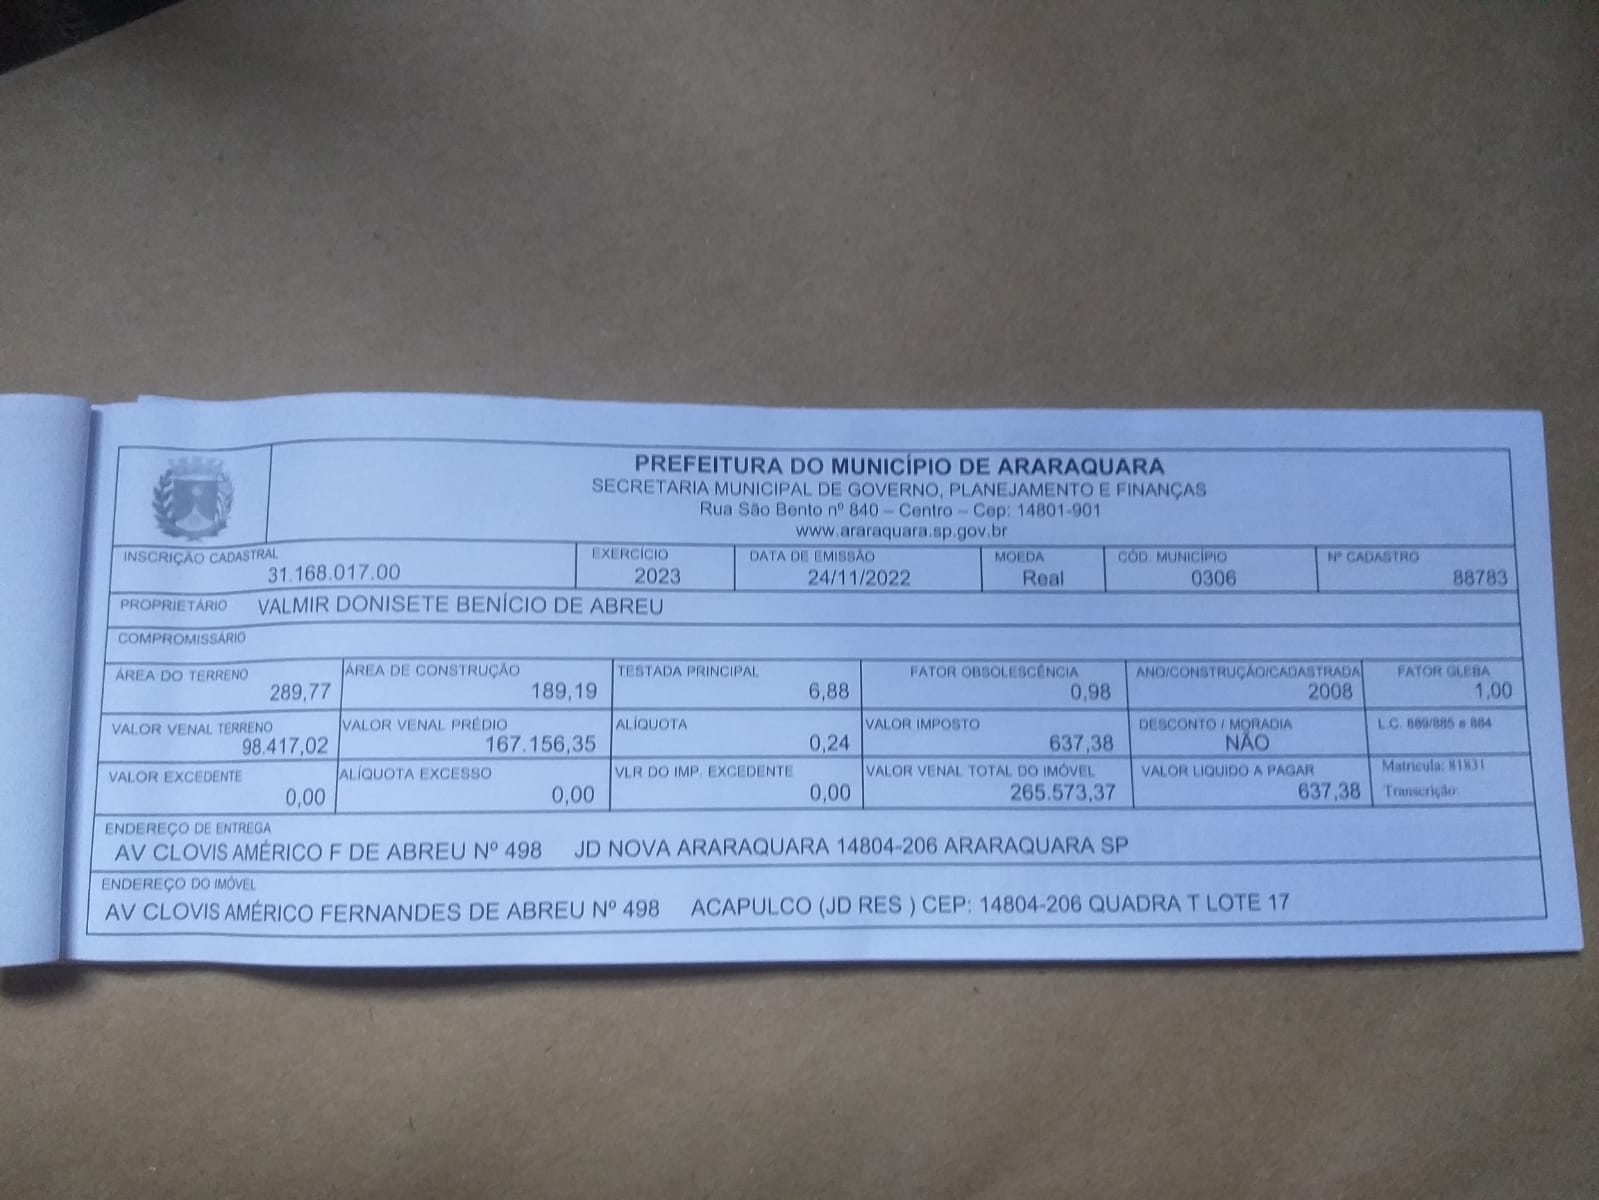 PREFEITURA DO MUNICÍPIO DE ARARAQUARA
SECRETARIA MUNICIPAL DE GOVERNO, PLANEJAMENTO E FINANÇAS
Rua São Bento nº 840 – Centro – Cep: 14801-901
www.araraquara.sp.gov.br
INSCRIÇÃO CADASTRAL EXERCÍCIO DATA DE EMISSÃO MOEDA CÓD. MUNICÍPIO Nº CADASTRO
31.168.017.00 2023 24/11/2022 Real 0306 88783
PROPRIETÁRIO VALMIR DONISETE BENÍCIO DE ABREU
COMPROMISSÁRIO
ÁREA DO TERRENO ÁREA DE CONSTRUÇÃO TESTADA PRINCIPAL FATOR OBSOLESCÊNCIA ANO/CONSTRUÇÃO/CADASTRADA FATOR GLEBA
289,77 189,19 6,88 0,98 2008 1,00
VALOR VENAL TERRENO VALOR VENAL PRÉDIO ALÍQUOTA VALOR IMPOSTO DESCONTO / MORADIA L.C. 889/885 e 884
98.417,02 167.156,35 0,24 637,38 NÃO
VALOR EXCEDENTE ALÍQUOTA EXCESSO VLR DO IMP. EXCEDENTE VALOR VENAL TOTAL DO IMÓVEL VALOR LIQUIDO A PAGAR Matricula: 81831
0,00 0,00 0,00 265.573,37 637,38 Transcrição:
ENDEREÇO DE ENTREGA
AV CLOVIS AMÉRICO F DE ABREU Nº 498 JD NOVA ARARAQUARA 14804-206 ARARAQUARA SP
ENDEREÇO DO IMÓVEL
AV CLOVIS AMÉRICO FERNANDES DE ABREU Nº 498 ACAPULCO (JD RES ) CEP: 14804-206 QUADRA T LOTE 17